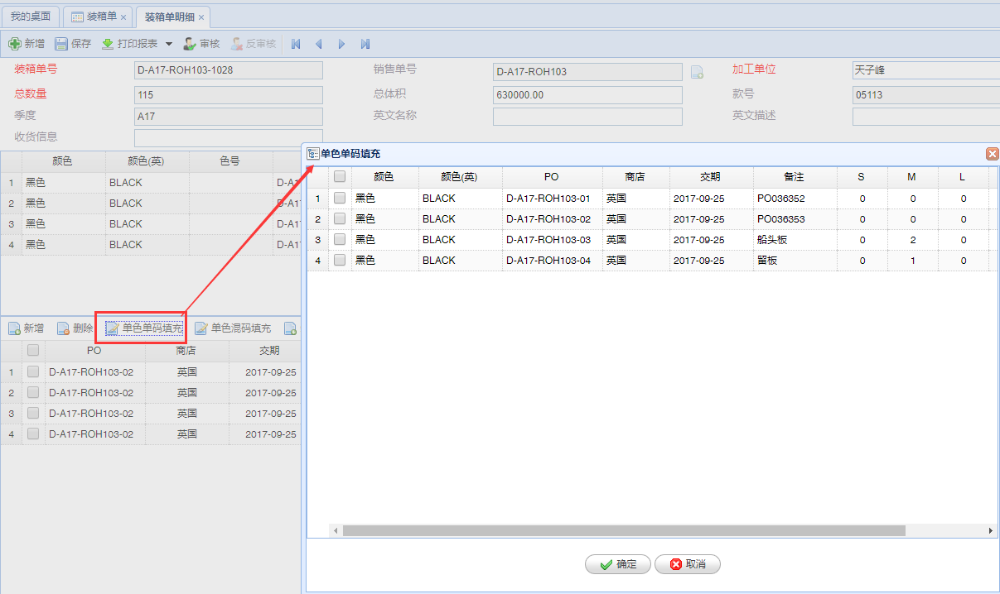 我的桌面 装箱单 × 装箱单明细 ×
新增 保存 打印报表 审核 反审核
装箱单号 D-A17-ROH103-1028 销售单号 D-A17-ROH103 加工单位 天子峰
总数量 115 总体积 630000.00 款号 05113
季度 A17 英文名称 英文描述
收货信息
颜色 颜色(英) 色号
1 黑色 BLACK D-A1
2 黑色 BLACK D-A1
3 黑色 BLACK D-A1
4 黑色 BLACK D-A1
新增 删除 单色单码填充 单色混码填充
PO 商店 交期
1 D-A17-ROH103-02 英国 2017-09-25
2 D-A17-ROH103-02 英国 2017-09-25
3 D-A17-ROH103-02 英国 2017-09-25
4 D-A17-ROH103-02 英国 2017-09-25
单色单码填充
颜色 颜色(英) PO 商店 交期 备注 S M L
1 黑色 BLACK D-A17-ROH103-01 英国 2017-09-25 PO036352 0 0 0
2 黑色 BLACK D-A17-ROH103-02 英国 2017-09-25 PO036353 0 0 0
3 黑色 BLACK D-A17-ROH103-03 英国 2017-09-25 船头板 0 2 0
4 黑色 BLACK D-A17-ROH103-04 英国 2017-09-25 留板 0 1 0
确定 取消